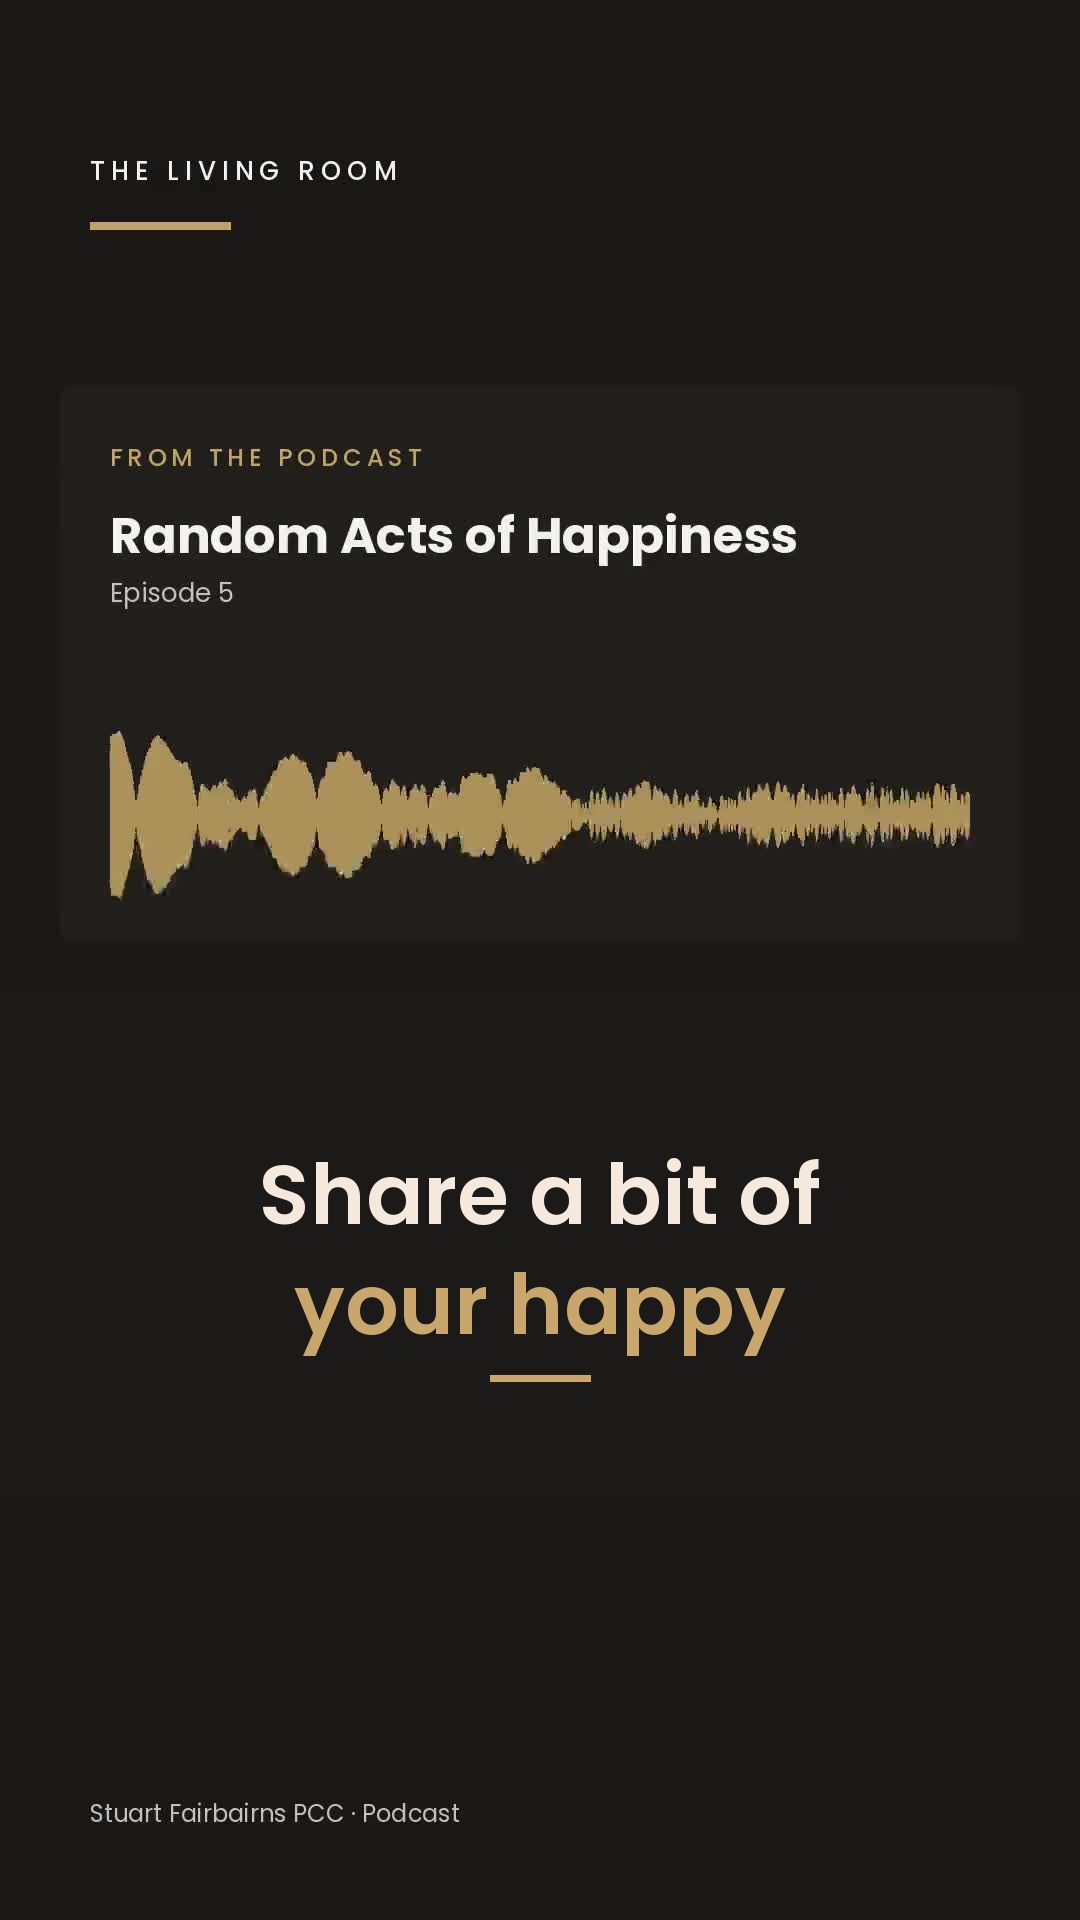 THE LIVING ROOM
FROM THE PODCAST
Random Acts of Happiness
Episode 5
Share a bit of
your happy
Stuart Fairbairns PCC · Podcast